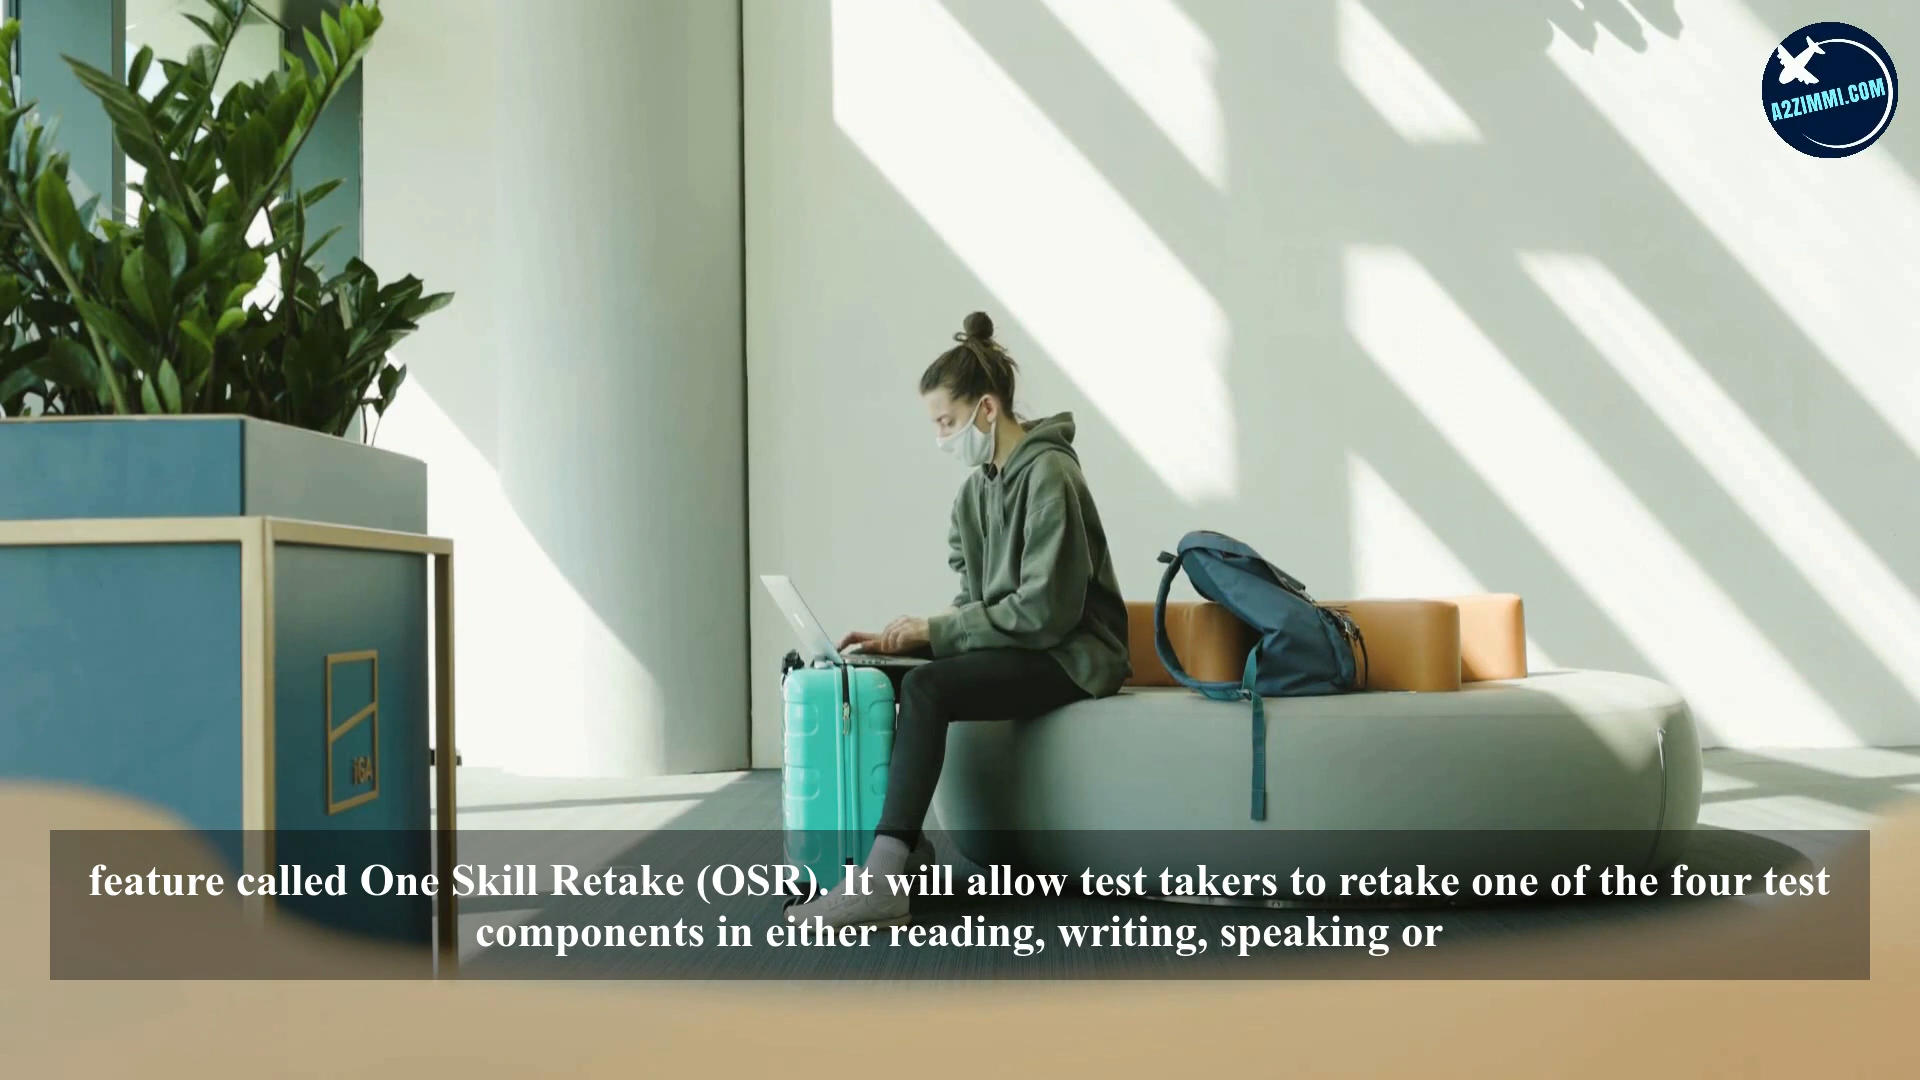 A2ZIMMI.COM
iGA
feature called One Skill Retake (OSR). It will allow test takers to retake one of the four test
components in either reading, writing, speaking or